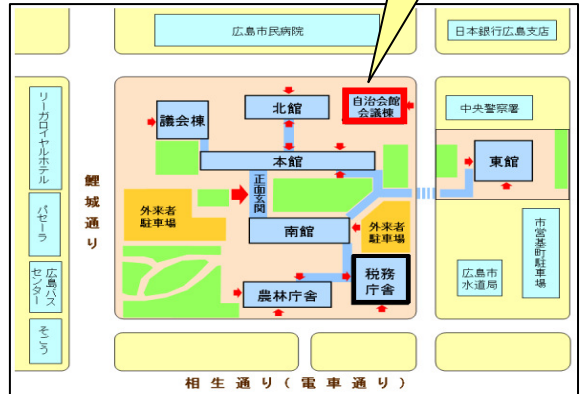 広島市民病院
日本銀行広島支店
リーガロイヤルホテル
パセーラ
広島バス
センター
そごう
鯉城通り
議会棟
北館
自治会館
会議棟
本館
正面玄関
外来者
駐車場
南館
外来者
駐車場
農林庁舎
税務
庁舎
中央警察署
東館
広島市
水道局
市営基町駐車場
相生通り(電車通り)